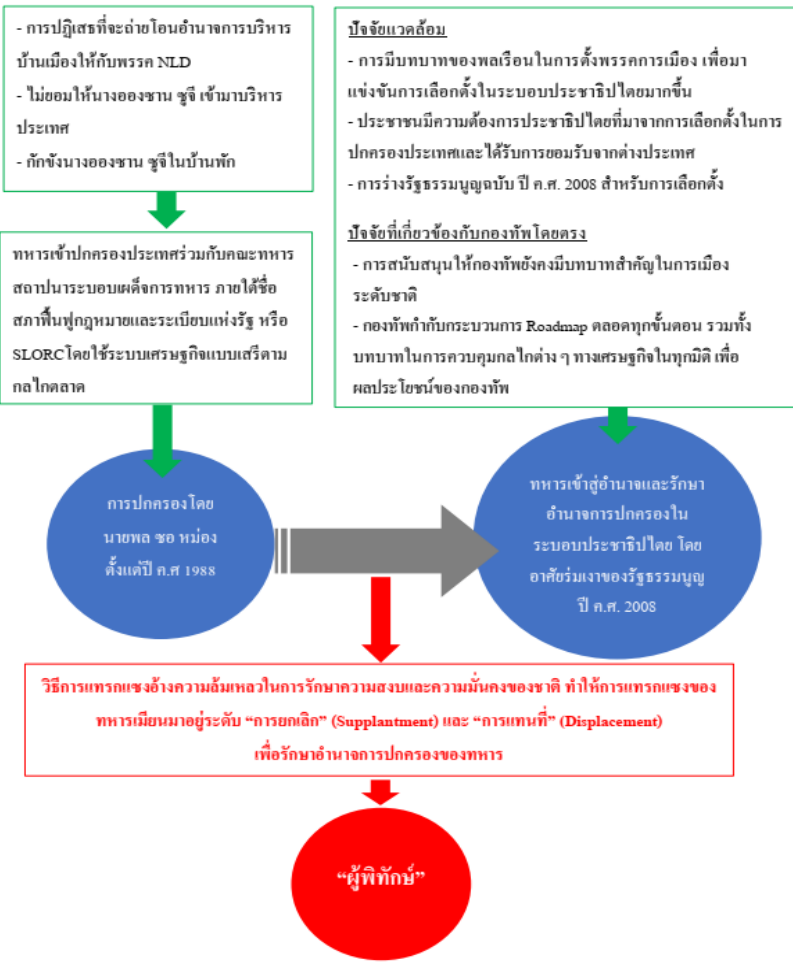 - การปฏิเสธที่จะถ่ายโอนอำนาจการบริหาร
บ้านเมืองให้กับพรรค NLD
- ไม่ยอมให้นางอองซาน ซูจี เข้ามาบริหาร
ประเทศ
- กักขังนางอองซาน ซูจีในบ้านพัก
ทหารเข้าปกครองประเทศร่วมกับคณะทหาร
สถาปนาระบอบเผด็จการทหาร ภายใต้ชื่อ
สภาฟื้นฟูกฎหมายและระเบียบแห่งรัฐ หรือ
SLORCโดยใช้ระบบเศรษฐกิจแบบเสรีตาม
กลไกตลาด
ปัจจัยแวดล้อม
- การมีบทบาทของพลเรือนในการตั้งพรรคการเมือง เพื่อมา
แข่งขันการเลือกตั้งในระบอบประชาธิปไตยมากขึ้น
- ประชาชนมีความต้องการประชาธิปไตยที่มาจากการเลือกตั้งในการ
ปกครองประเทศและได้รับการยอมรับจากต่างประเทศ
- การร่างรัฐธรรมนูญฉบับ ปี ค.ศ. 2008 สำหรับการเลือกตั้ง
ปัจจัยที่เกี่ยวข้องกับกองทัพโดยตรง
- การสนับสนุนให้กองทัพยังคงมีบทบาทสำคัญในการเมือง
ระดับชาติ
- กองทัพกำกับกระบวนการ Roadmap ตลอดทุกขั้นตอน รวมทั้ง
บทบาทในการควบคุมกลไกต่าง ๆ ทางเศรษฐกิจในทุกมิติ เพื่อ
ผลประโยชน์ของกองทัพ
การปกครองโดย
นายพล ซอ หม่อง
ตั้งแต่ปี ค.ศ 1988
ทหารเข้าสู่อำนาจและรักษา
อำนาจการปกครองใน
ระบอบประชาธิปไตย โดย
อาศัยร่มเงาของรัฐธรรมนูญ
ปี ค.ศ. 2008
วิธีการแทรกแซงอ้างความล้มเหลวในการรักษาความสงบและความมั่นคงของชาติ ทำให้การแทรกแซงของ
ทหารเมียนมาอยู่ระดับ “การยกเลิก” (Supplantment) และ “การแทนที่” (Displacement)
เพื่อรักษาอำนาจการปกครองของทหาร
“ผู้พิทักษ์”